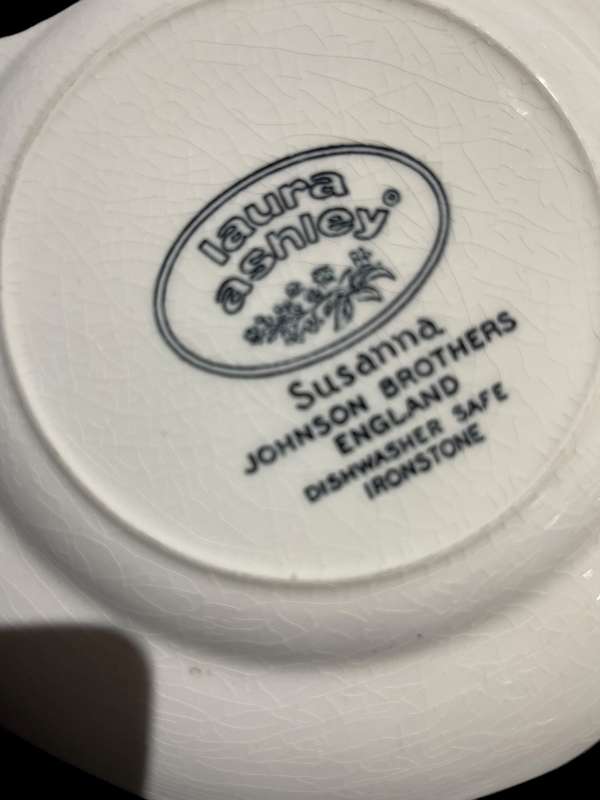 laura
ashley®
Susanna
JOHNSON BROTHERS
ENGLAND
DISHWASHER SAFE
IRONSTONE